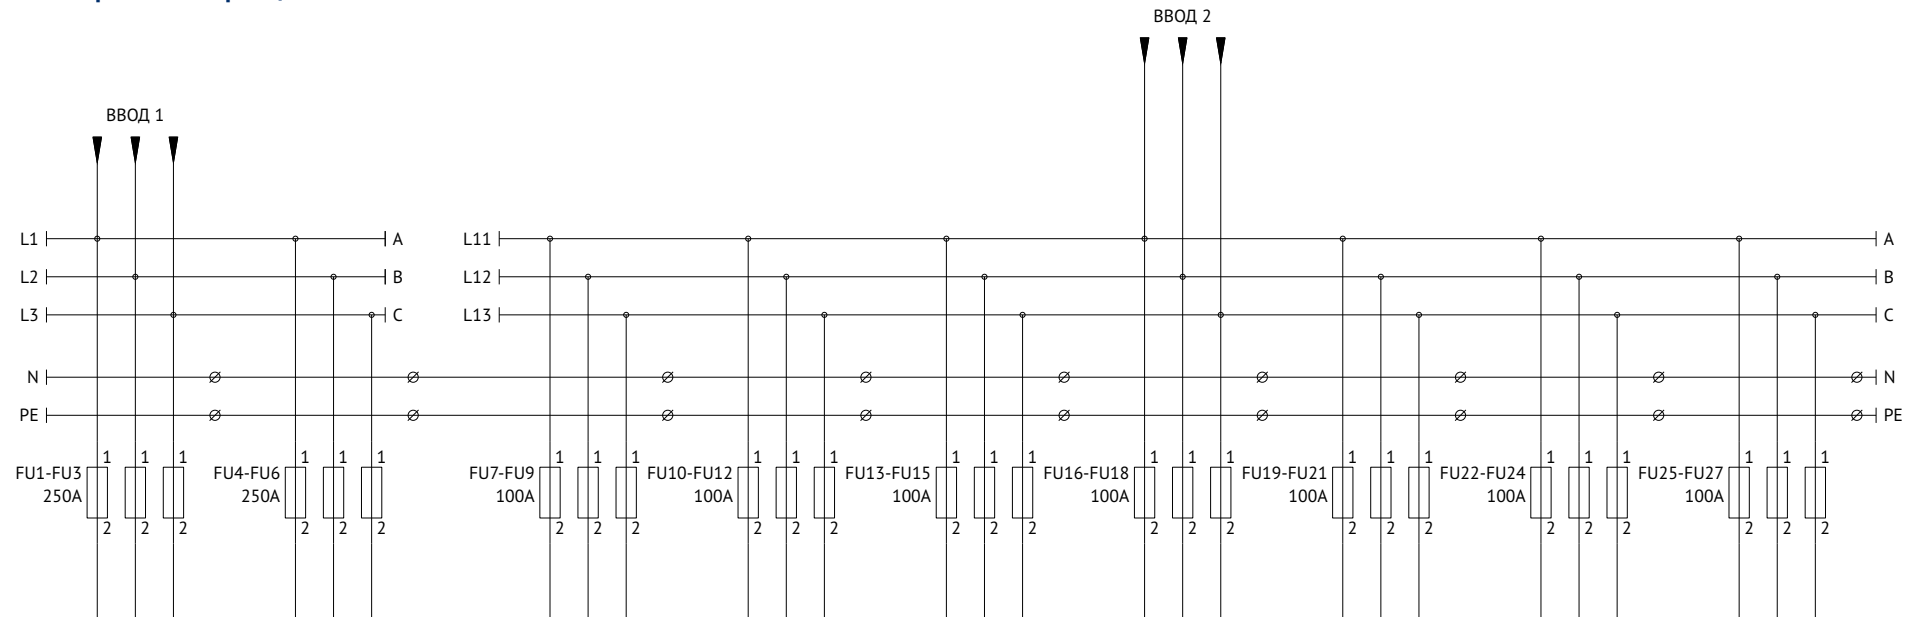 ВВОД 2
ВВОД 1
L1 A L11 A
L2 B L12 B
L3 C L13 C
N N
PE PE
1 1 1 1 1 1 1 1 1 1 1 1 1 1 1 1 1 1 1 1 1 1 1 1 1 1 1
FU1-FU3 FU4-FU6 FU7-FU9 FU10-FU12 FU13-FU15 FU16-FU18 FU19-FU21 FU22-FU24 FU25-FU27
250A 250A 100A 100A 100A 100A 100A 100A 100A
2 2 2 2 2 2 2 2 2 2 2 2 2 2 2 2 2 2 2 2 2 2 2 2 2 2 2